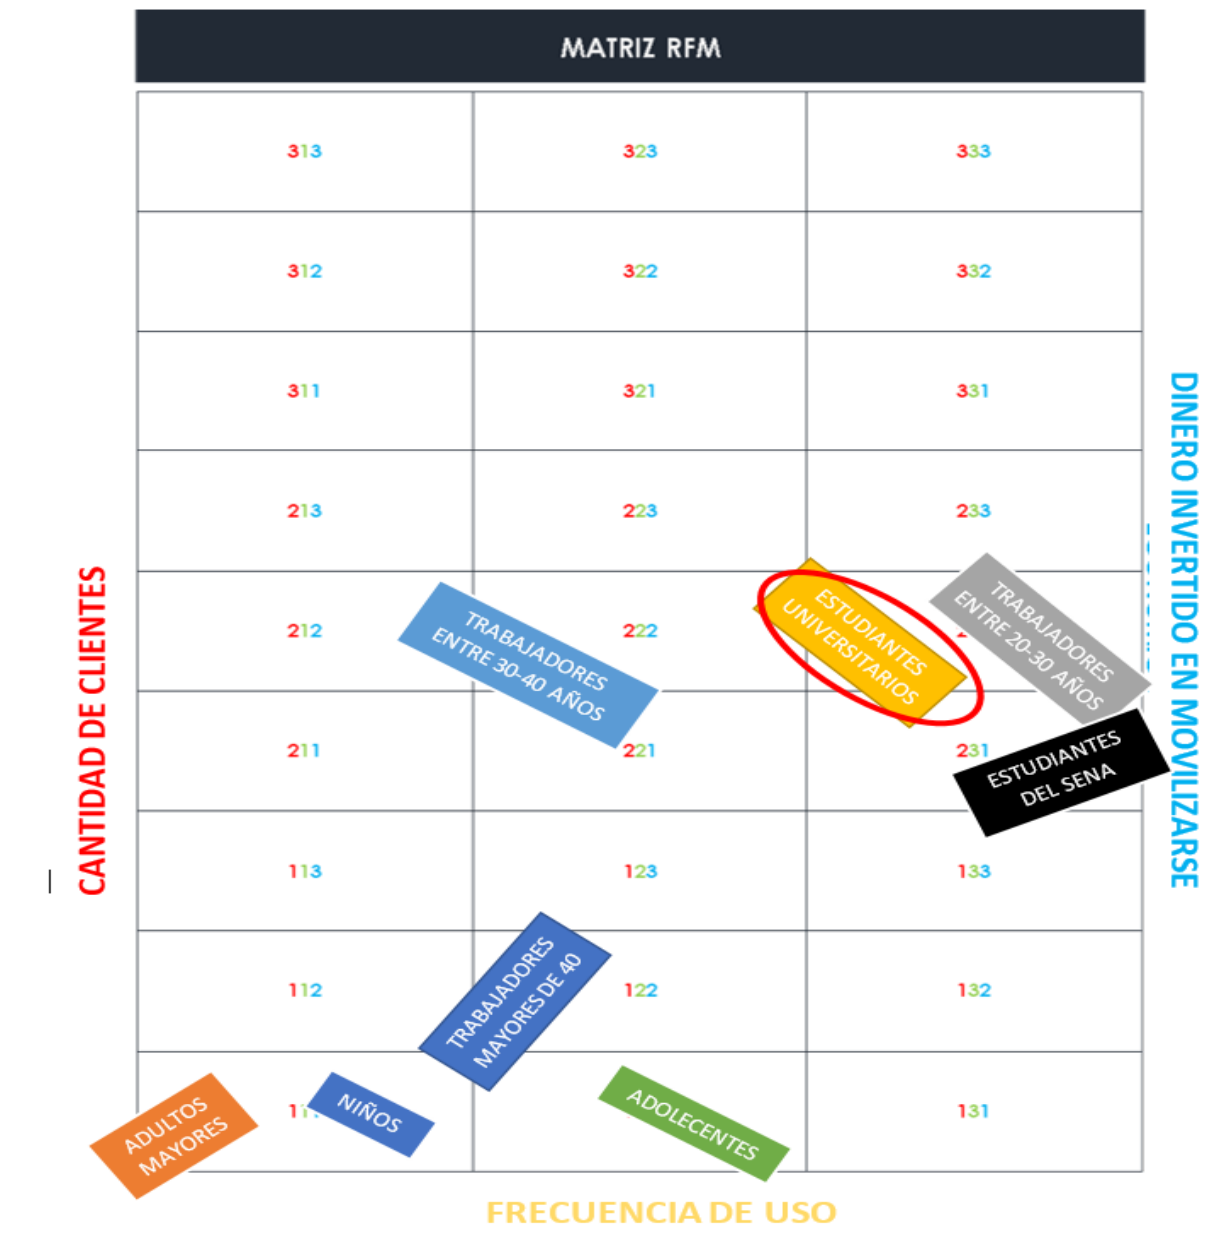 MATRIZ RFM
313 323 333
312 322 332
311 321 331
213 223 233
212 222 2
TRABAJADORES
ENTRE 30-40 AÑOS
ESTUDIANTES
UNIVERSITARIOS
TRABAJADORES
ENTRE 20-30 AÑOS
211 221 231
ESTUDIANTES
DEL SENA
113 123 133
112 122 132
TRABAJADORES
MAYORES DE 40
11 131
ADULTOS
MAYORES
NIÑOS
ADOLECENTES
CANTIDAD DE CLIENTES
DINERO INVERTIDO EN MOVILIZARSE
FRECUENCIA DE USO